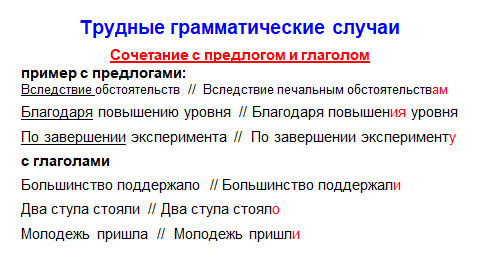 Трудные грамматические случаи
Сочетание с предлогом и глаголом
пример с предлогами:
Вследствие обстоятельств // Вследствие печальным обстоятельствам
Благодаря повышению уровня // Благодаря повышения уровня
По завершении эксперимента // По завершении эксперименту
с глаголами
Большинство поддержало // Большинство поддержали
Два стула стояли // Два стула стояло
Молодежь пришла // Молодежь пришли